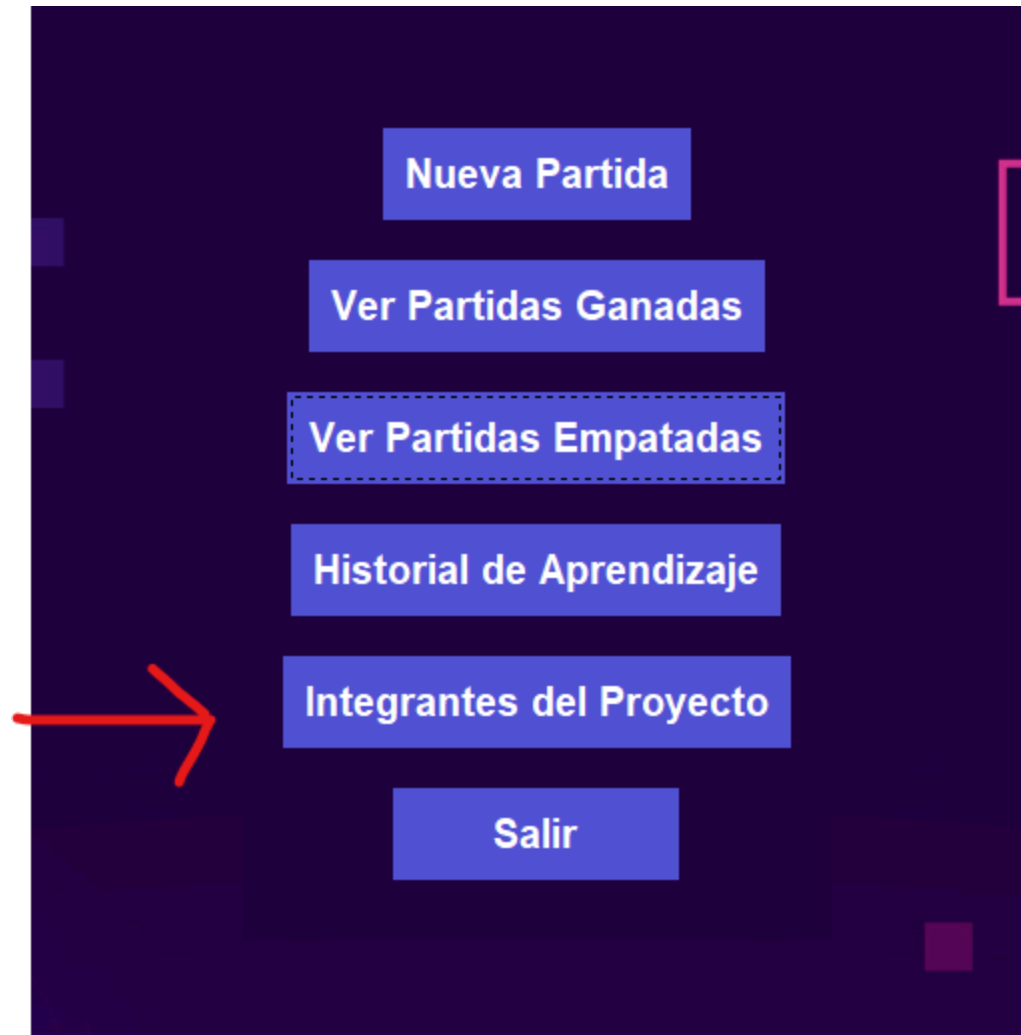 Nueva Partida
Ver Partidas Ganadas
Ver Partidas Empatadas
Historial de Aprendizaje
Integrantes del Proyecto
Salir